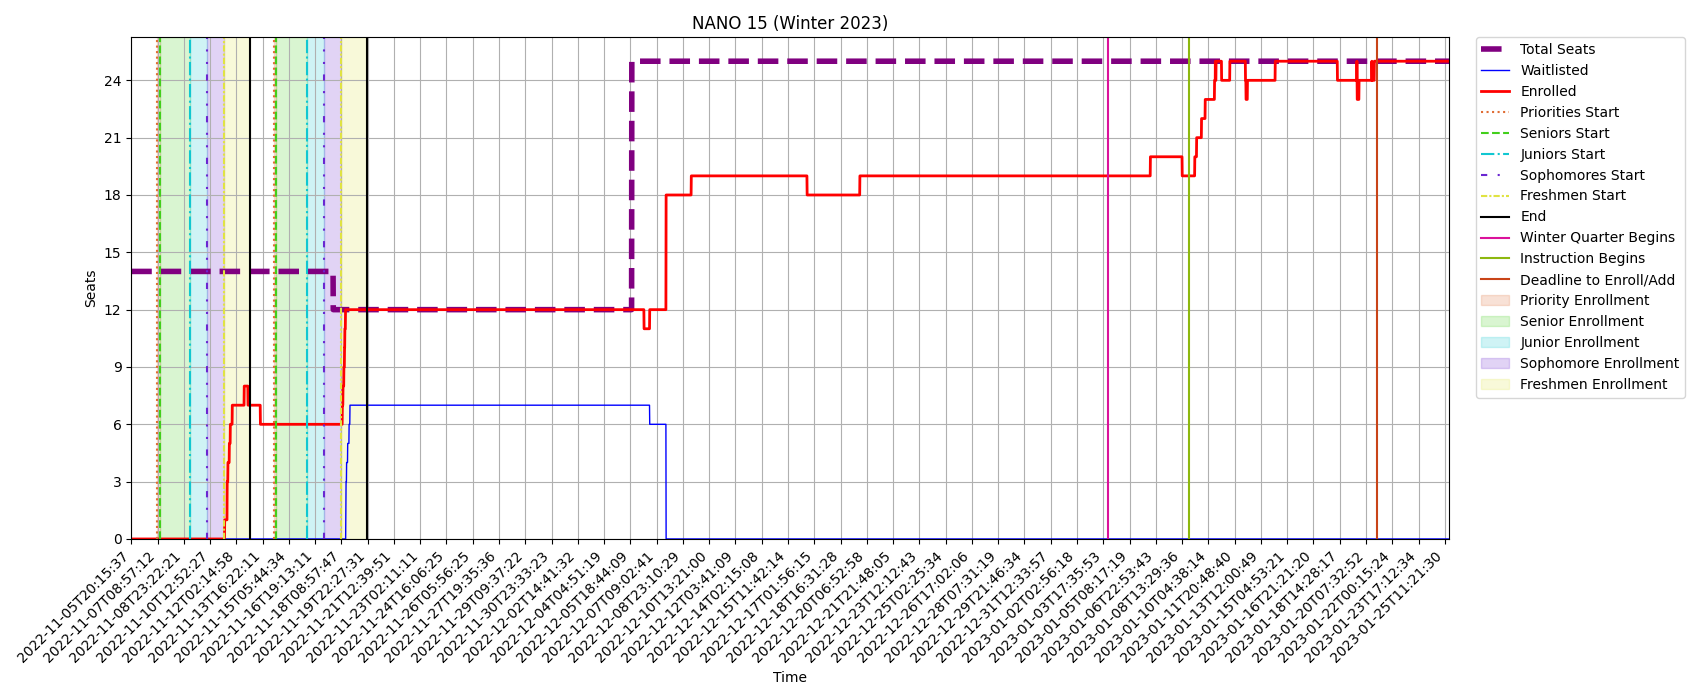 NANO 15 (Winter 2023)
Seats
24
21
18
15
12
9
6
3
0
2022-11-05T20:15:37
2022-11-07T08:57:12
2022-11-08T23:22:21
2022-11-10T12:52:27
2022-11-12T02:14:58
2022-11-13T16:22:11
2022-11-15T05:44:34
2022-11-16T19:13:11
2022-11-18T08:57:47
2022-11-19T22:27:31
2022-11-21T12:39:51
2022-11-23T02:11:11
2022-11-24T16:06:25
2022-11-26T05:56:23
2022-11-27T19:35:36
2022-11-29T09:37:22
2022-11-30T23:33:23
2022-12-02T14:41:32
2022-12-04T04:51:19
2022-12-05T18:44:09
2022-12-07T09:02:41
2022-12-08T23:10:29
2022-12-10T13:21:00
2022-12-12T03:41:09
2022-12-14T02:15:08
2022-12-15T11:42:14
2022-12-17T01:56:15
2022-12-18T16:31:28
2022-12-20T06:52:58
2022-12-21T21:48:05
2022-12-23T12:12:43
2022-12-25T02:25:34
2022-12-26T17:02:06
2022-12-28T07:31:19
2022-12-29T21:46:34
2022-12-31T12:33:57
2023-01-02T02:56:18
2023-01-03T17:35:53
2023-01-05T08:17:19
2023-01-06T22:53:43
2023-01-08T13:29:36
2023-01-10T04:38:14
2023-01-11T20:48:40
2023-01-13T12:00:49
2023-01-15T04:53:21
2023-01-16T21:21:20
2023-01-18T14:28:17
2023-01-20T07:32:52
2023-01-22T00:15:24
2023-01-23T17:12:34
2023-01-25T11:21:30
Time
Total Seats
Waitlisted
Enrolled
Priorities Start
Seniors Start
Juniors Start
Sophomores Start
Freshmen Start
End
Winter Quarter Begins
Instruction Begins
Deadline to Enroll/Add
Priority Enrollment
Senior Enrollment
Junior Enrollment
Sophomore Enrollment
Freshmen Enrollment